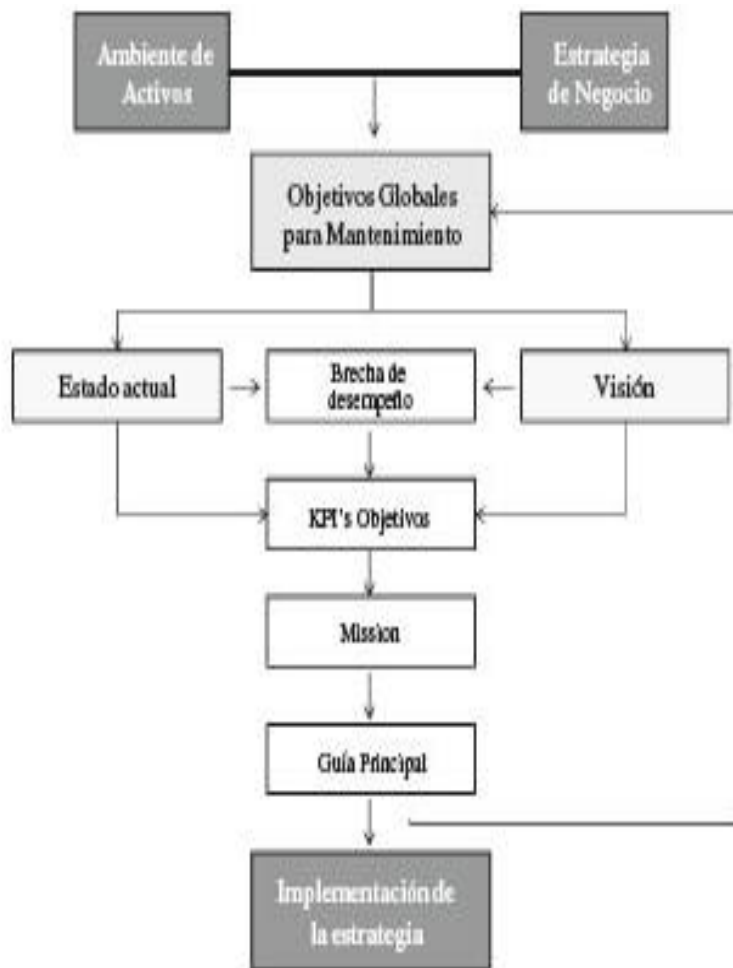 Ambiente de
Activos
Estrategia
de Negocio
Objetivos Globales
para Mantenimiento
Estado actual
Brecha de
desempeño
Visión
KPI's Objetivos
Mission
Guía Principal
Implementación de
la estrategia